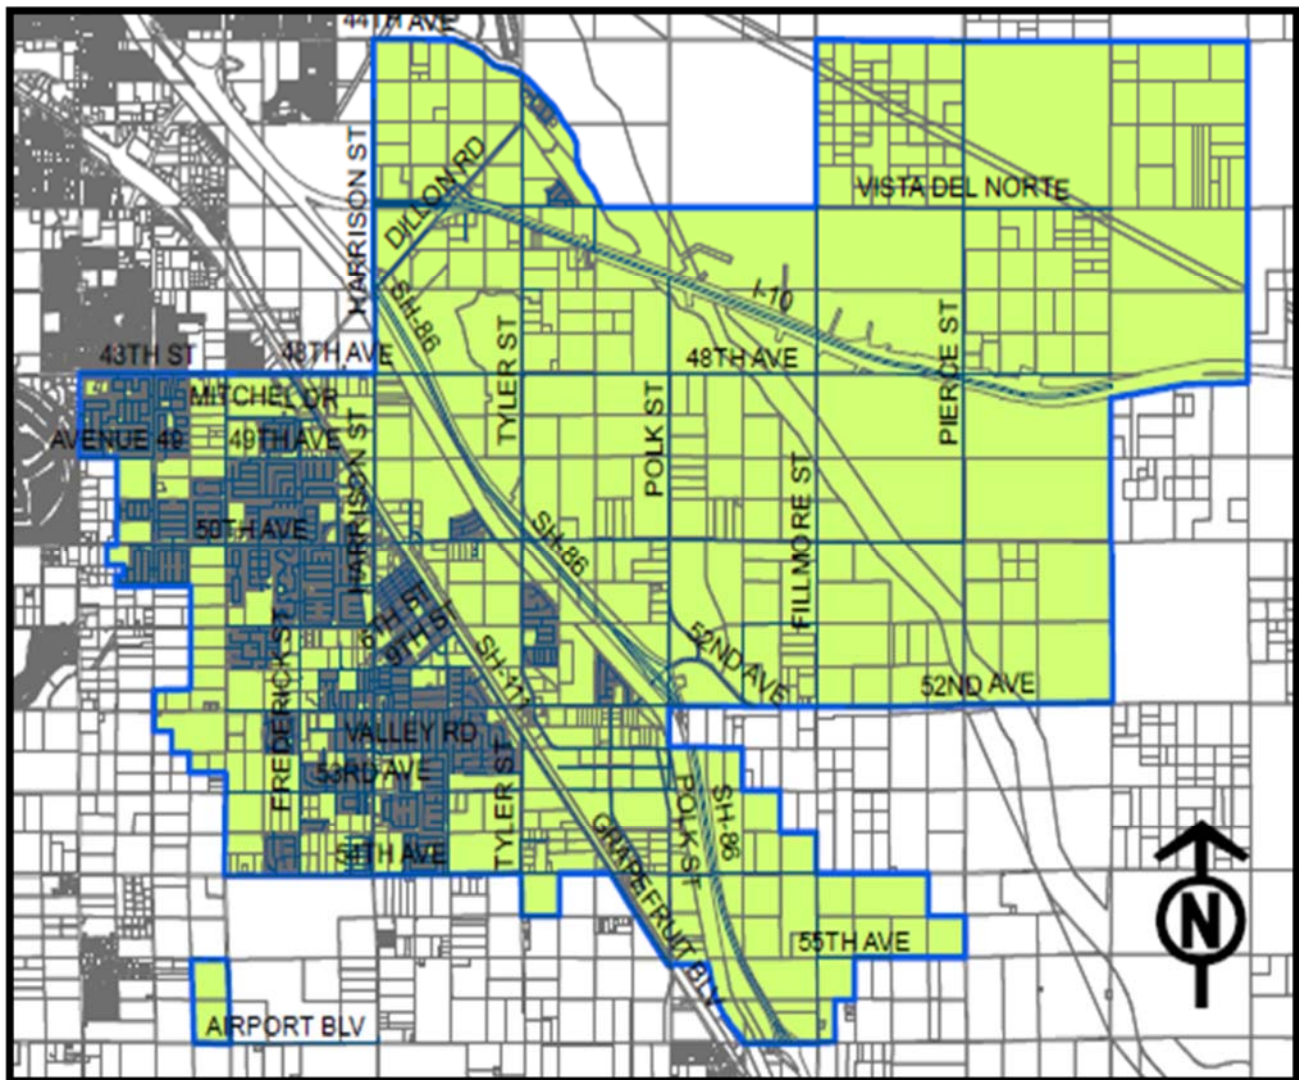 44TH AVE
HARRISON ST
DILLON RD
VISTA DEL NORTE
I-10
SH-86
TYLER ST
PIERCE ST
43TH ST
48TH AVE
48TH AVE
MITCHEL DR
POLK ST
AVENUE 49
49TH AVE
HARRISON ST
FILLMORE ST
50TH AVE
SH-86
6TH ST
9TH ST
SH-111
52ND AVE
52ND AVE
FREDERICK ST
VALLEY RD
53RD AVE
TYLER ST
POLK ST
SH-86
54TH AVE
GRAPEFRUIT BLV
55TH AVE
N
AIRPORT BLV